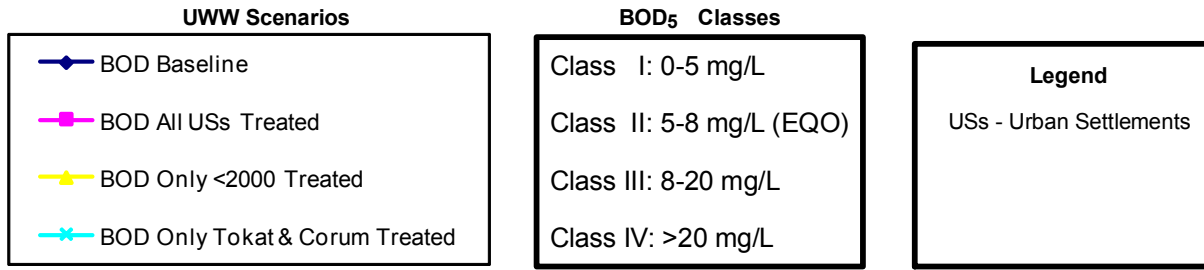 UWW Scenarios
BOD Baseline
BOD All USs Treated
BOD Only <2000 Treated
BOD Only Tokat & Corum Treated
BOD5 Classes
Class I: 0-5 mg/L
Class II: 5-8 mg/L (EQO)
Class III: 8-20 mg/L
Class IV: >20 mg/L
Legend
USs - Urban Settlements